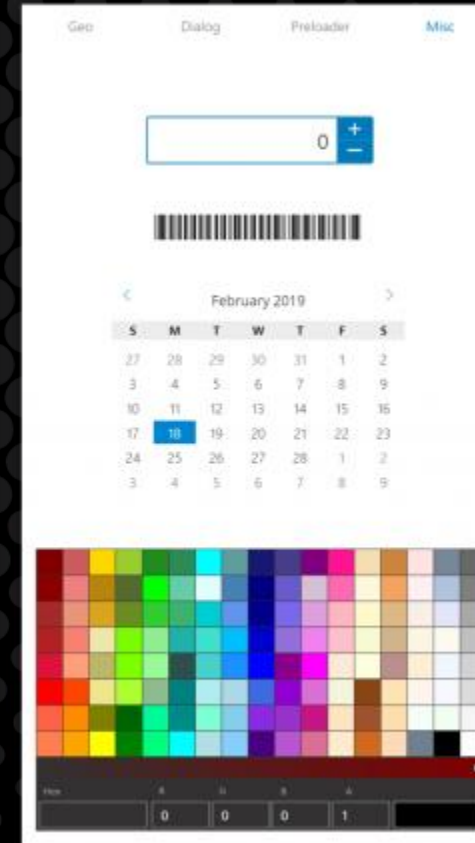 Geo Dialog Preloader Misc
0 +
—
February 2019
S M T W T F S
27 28 29 30 31 1 2
3 4 5 6 7 8 9
10 11 12 13 14 15 16
17 18 19 20 21 22 23
24 25 26 27 28 1 2
3 4 5 6 7 8 9
Hex R G B A
0 0 0 1